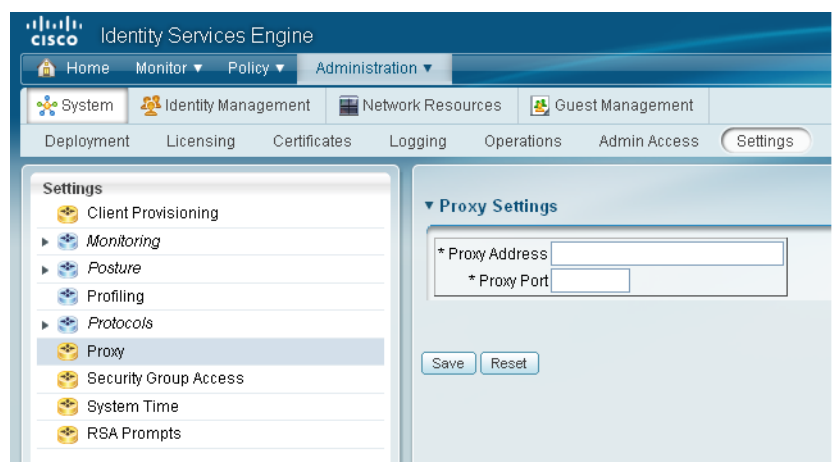 CISCO Identity Services Engine
Home Monitor ▼ Policy ▼ Administration ▼
System Identity Management Network Resources Guest Management
Deployment Licensing Certificates Logging Operations Admin Access Settings
Settings
Client Provisioning
Monitoring
Posture
Profiling
Protocols
Proxy
Security Group Access
System Time
RSA Prompts
▼ Proxy Settings
* Proxy Address
* Proxy Port
Save Reset